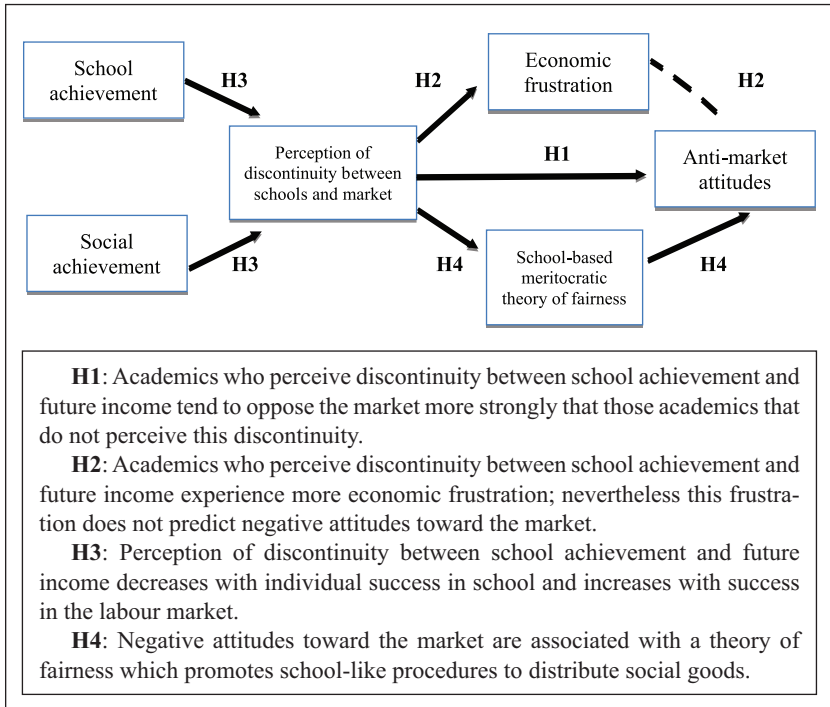 School
achievement
H3
Social
achievement
H3
Perception of
discontinuity between
schools and market
H2
Economic
frustration
H2
H1
Anti-market
attitudes
H4
School-based
meritocratic
theory of fairness
H4
H1: Academics who perceive discontinuity between school achievement and
future income tend to oppose the market more strongly that those academics that
do not perceive this discontinuity.
H2: Academics who perceive discontinuity between school achievement and
future income experience more economic frustration; nevertheless this frustra-
tion does not predict negative attitudes toward the market.
H3: Perception of discontinuity between school achievement and future
income decreases with individual success in school and increases with success
in the labour market.
H4: Negative attitudes toward the market are associated with a theory of
fairness which promotes school-like procedures to distribute social goods.